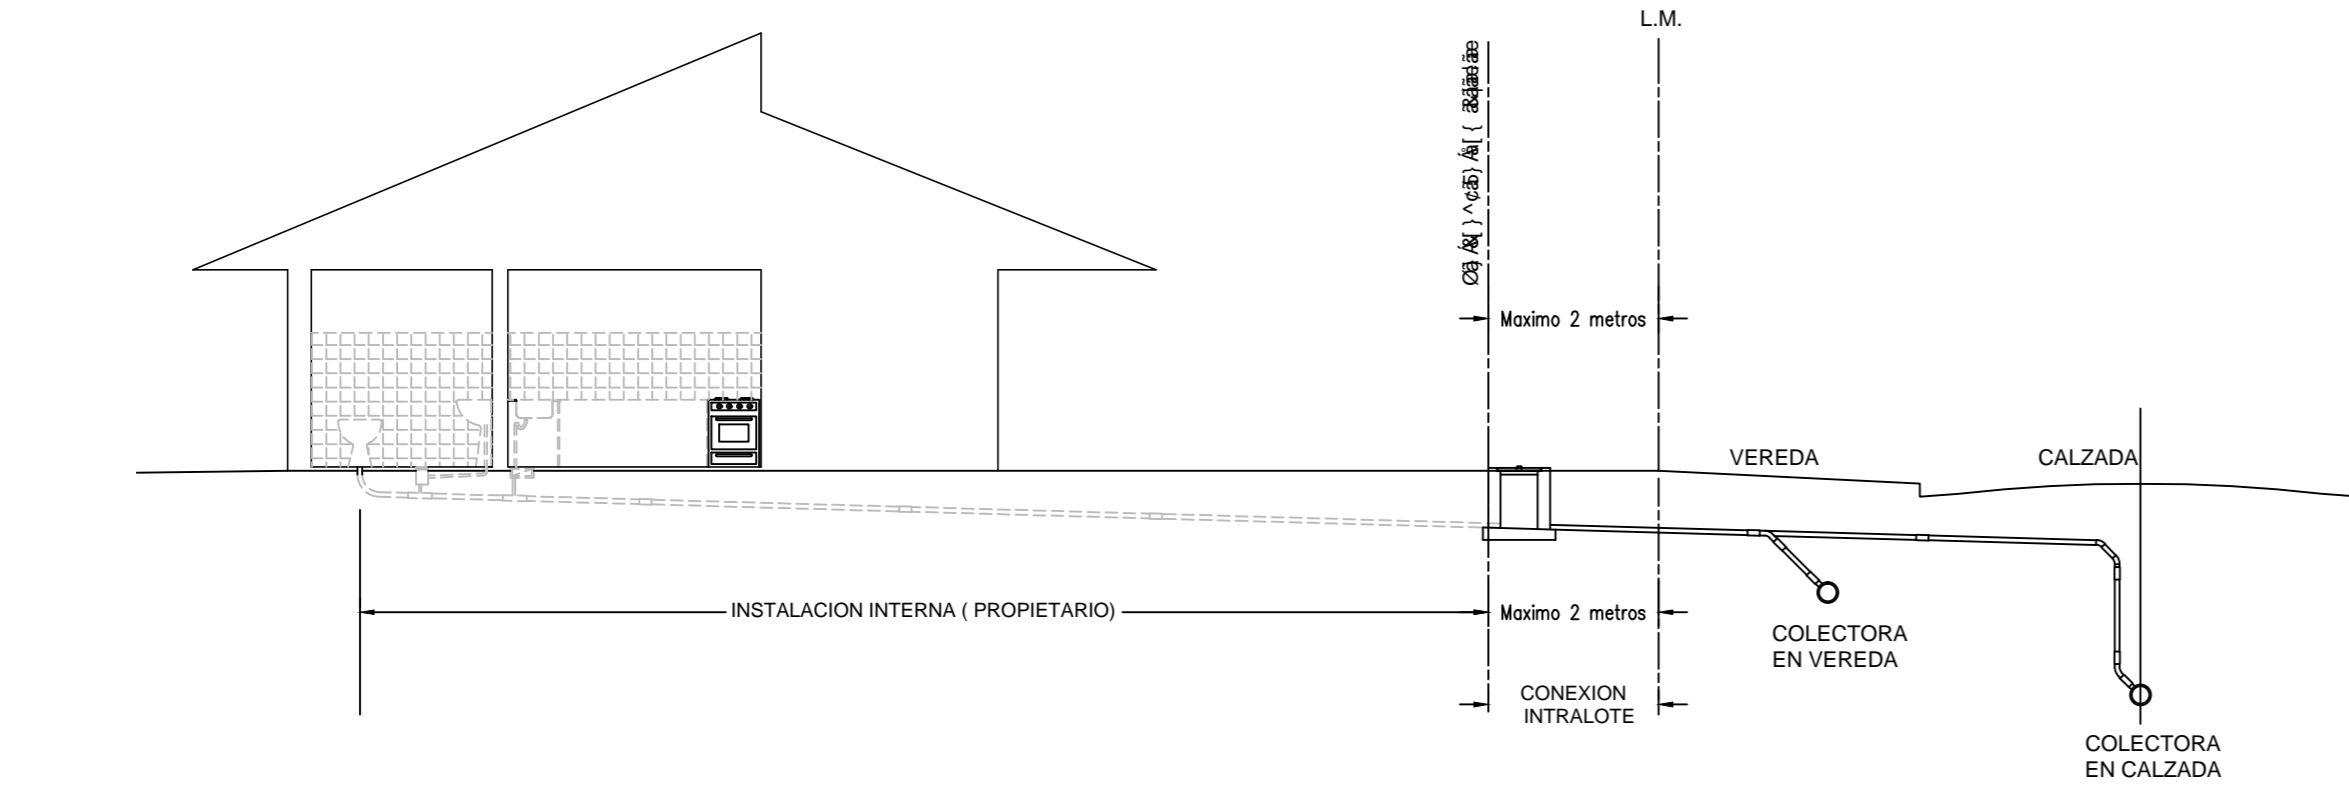 L.M.
Maximo 2 metros
VEREDA
CALZADA
INSTALACION INTERNA ( PROPIETARIO)
Maximo 2 metros
COLECTORA
EN VEREDA
CONEXION
INTRALOTE
COLECTORA
EN CALZADA